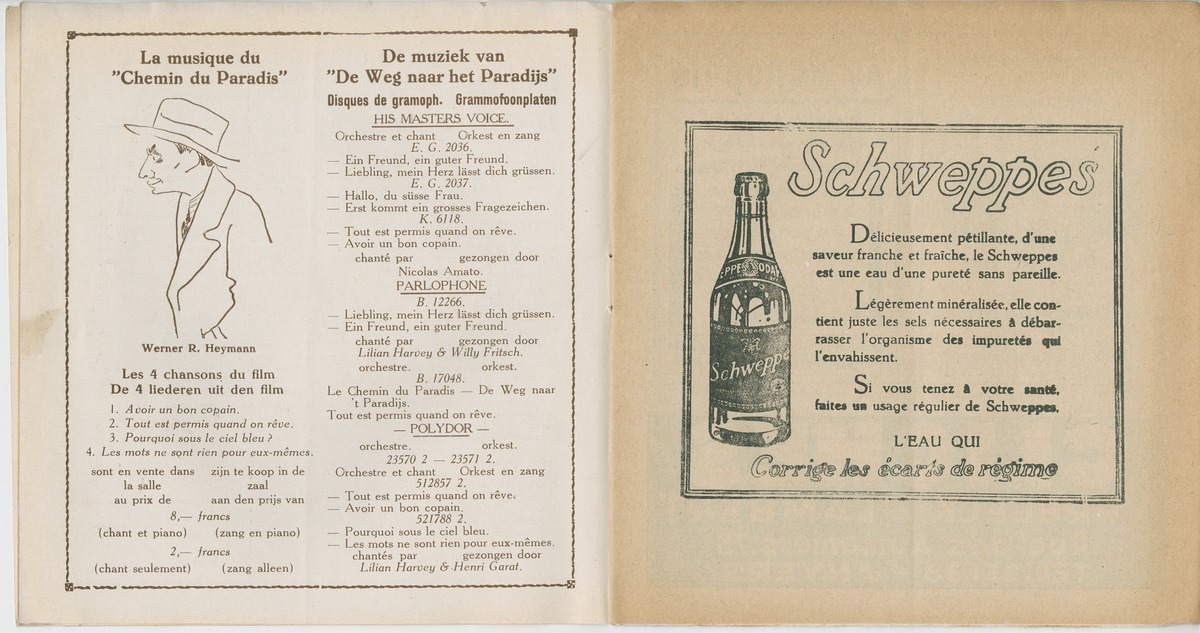 La musique du
"Chemin du Paradis"
Werner R. Heymann
Les 4 chansons du film
De 4 liederen uit den film
1. Avoir un bon copain.
2. Tout est permis quand on rêve.
3. Pourquoi sous le ciel bleu?
4. Les mots ne sont rien pour eux-mêmes.
sont en vente dans zijn te koop in de
la salle zaal
au prix de aan den prijs van
8,— francs
(chant et piano) (zang en piano)
2,— francs
(chant seulement) (zang alleen)
De muziek van
"De Weg naar het Paradijs"
Disques de gramoph. Grammofoonplaten
HIS MASTERS VOICE.
Orchestre et chant Orkest en zang
E. G. 2036.
— Ein Freund, ein guter Freund.
— Liebling, mein Herz lässt dich grüssen.
E. G. 2037.
— Hallo, du süsse Frau.
— Erst kommt ein grosses Fragezeichen.
K. 6118.
— Tout est permis quand on rêve.
— Avoir un bon copain.
chanté par gezongen door
Nicolas Amato.
PARLOPHONE
B. 12266.
— Liebling, mein Herz lässt dich grüssen.
— Ein Freund, ein guter Freund.
chanté par gezongen door
Lilian Harvey & Willy Fritsch.
orchestre. orkest.
B. 17048.
Le Chemin du Paradis — De Weg naar
't Paradijs.
Tout est permis quand on rêve.
— POLYDOR —
orchestre. orkest.
23570 2 — 23571 2.
Orchestre et chant Orkest en zang
512857 2.
— Tout est permis quand on rêve.
— Avoir un bon copain.
521788 2.
— Pourquoi sous le ciel bleu.
— Les mots ne sont rien pour eux-mêmes.
chantés par gezongen door
Lilian Harvey & Henri Garat.
Schweppes
EPPES SODA
Schweppe
Délicieusement pétillante, d'une
saveur franche et fraîche, le Schweppes
est une eau d'une pureté sans pareille.
Légèrement minéralisée, elle con-
tient juste les sels nécessaires à débar-
rasser l'organisme des impuretés qui
l'envahissent.
Si vous tenez à votre santé,
faites un usage régulier de Schweppes.
L'EAU QUI
Corrige les écarts de régime